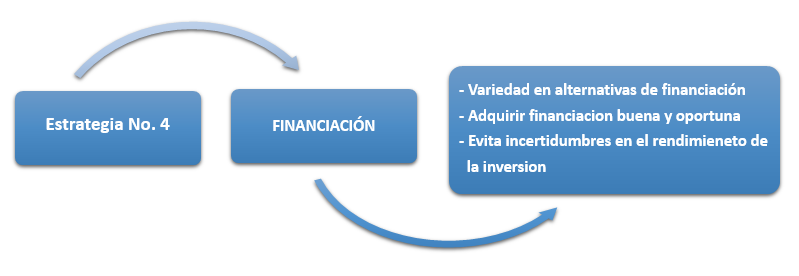 Estrategia No. 4
FINANCIACIÓN
- Variedad en alternativas de financiación
- Adquirir financiacion buena y oportuna
- Evita incertidumbres en el rendimieneto de
la inversion